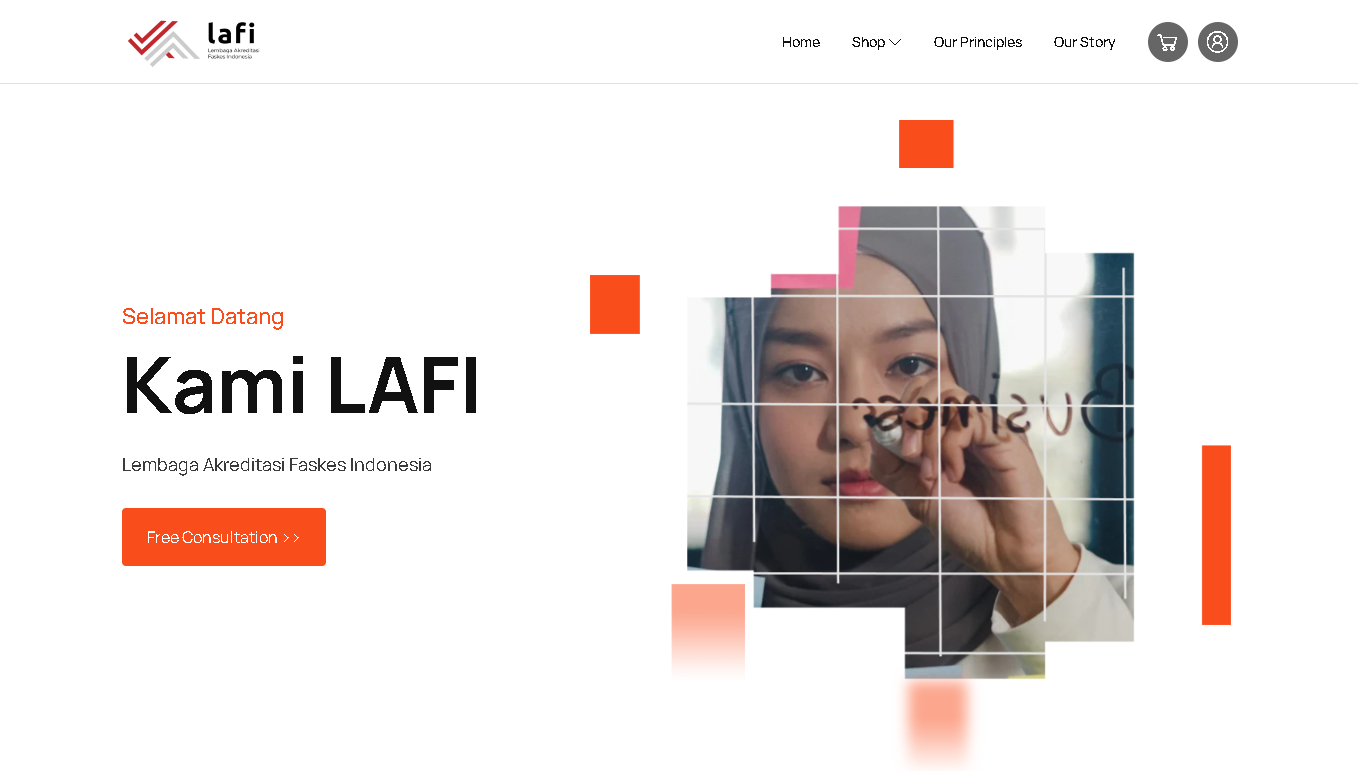 lafi
Lembaga Akreditasi
Faskes Indonesia
Home
Shop
Our Principles
Our Story
Selamat Datang
Kami LAFI
Lembaga Akreditasi Faskes Indonesia
Free Consultation >>